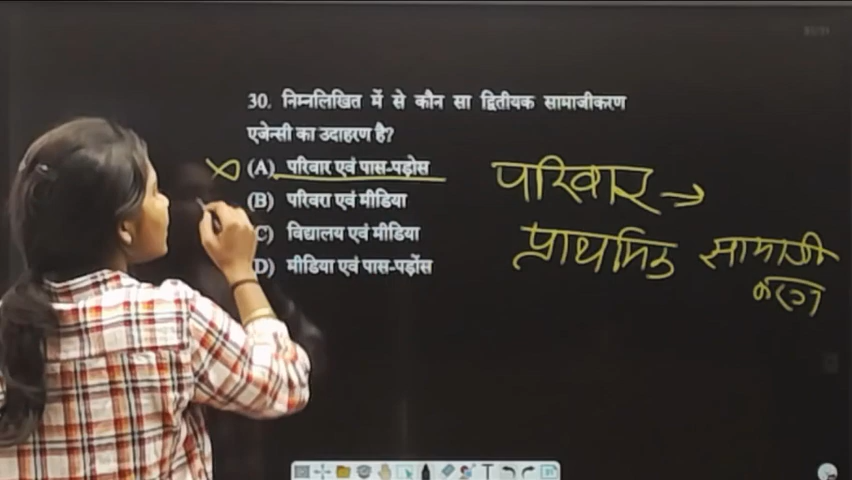 30. निम्नलिखित में से कौन सा द्वितीयक सामाजीकरण
एजेन्सी का उदाहरण है?
(A) परिवार एवं पास-पड़ोस
(B) परिवरा एवं मीडिया
C) विद्यालय एवं मीडिया
D) मीडिया एवं पास-पड़ोंस
परिवार →
प्राथमिक सामाजी
करण